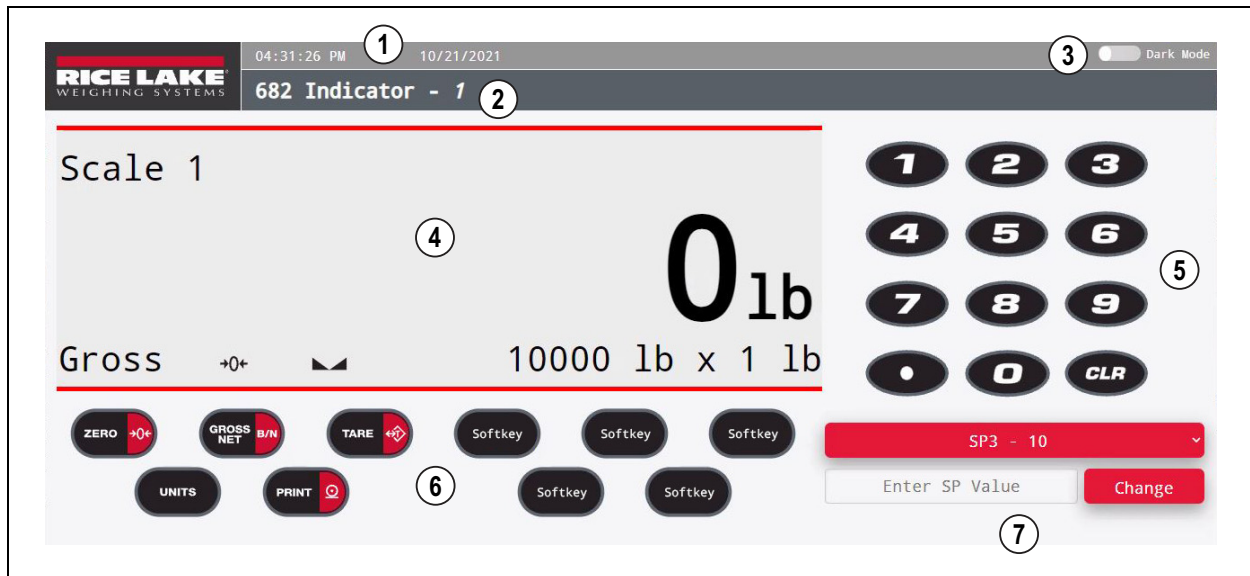 04:31:26 PM 1 10/21/2021 3 Dark Mode
RICE LAKE
WEIGHING SYSTEMS
682 Indicator - 1 2
Scale 1
4
0 lb
Gross →0← 10000 lb x 1 lb
1 2 3
4 5 6
5
7 8 9
• 0 CLR
ZERO →0← GROSS NET B/N TARE T Softkey Softkey Softkey
UNITS PRINT 6 Softkey Softkey
SP3 - 10
Enter SP Value Change
7